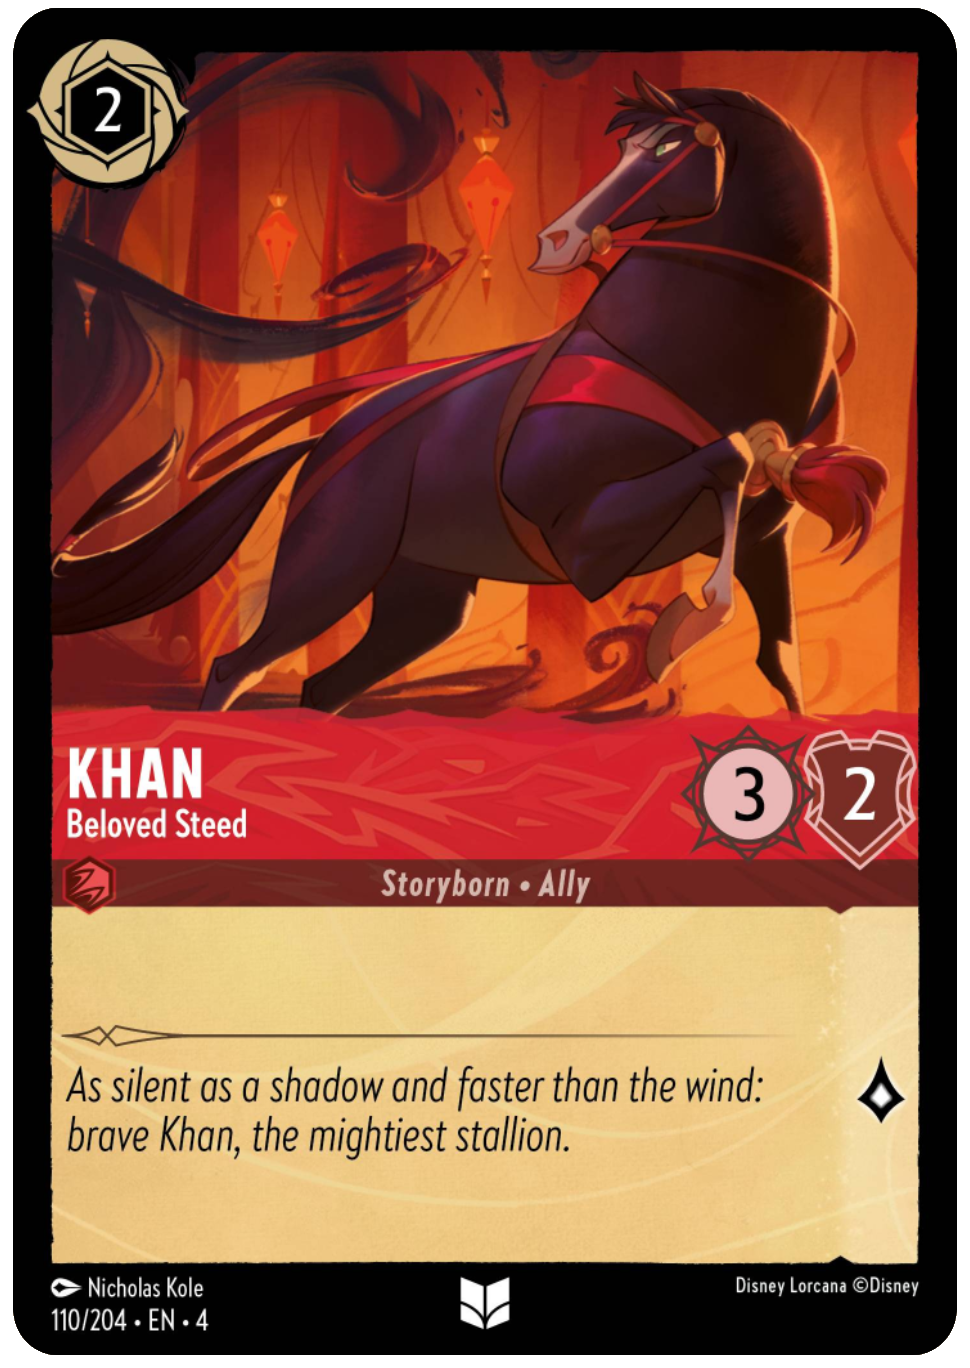 2
KHAN
Beloved Steed
3
2
Storyborn • Ally
As silent as a shadow and faster than the wind:
brave Khan, the mightiest stallion.
Nicholas Kole
110/204 • EN • 4
Disney Lorcana ©Disney